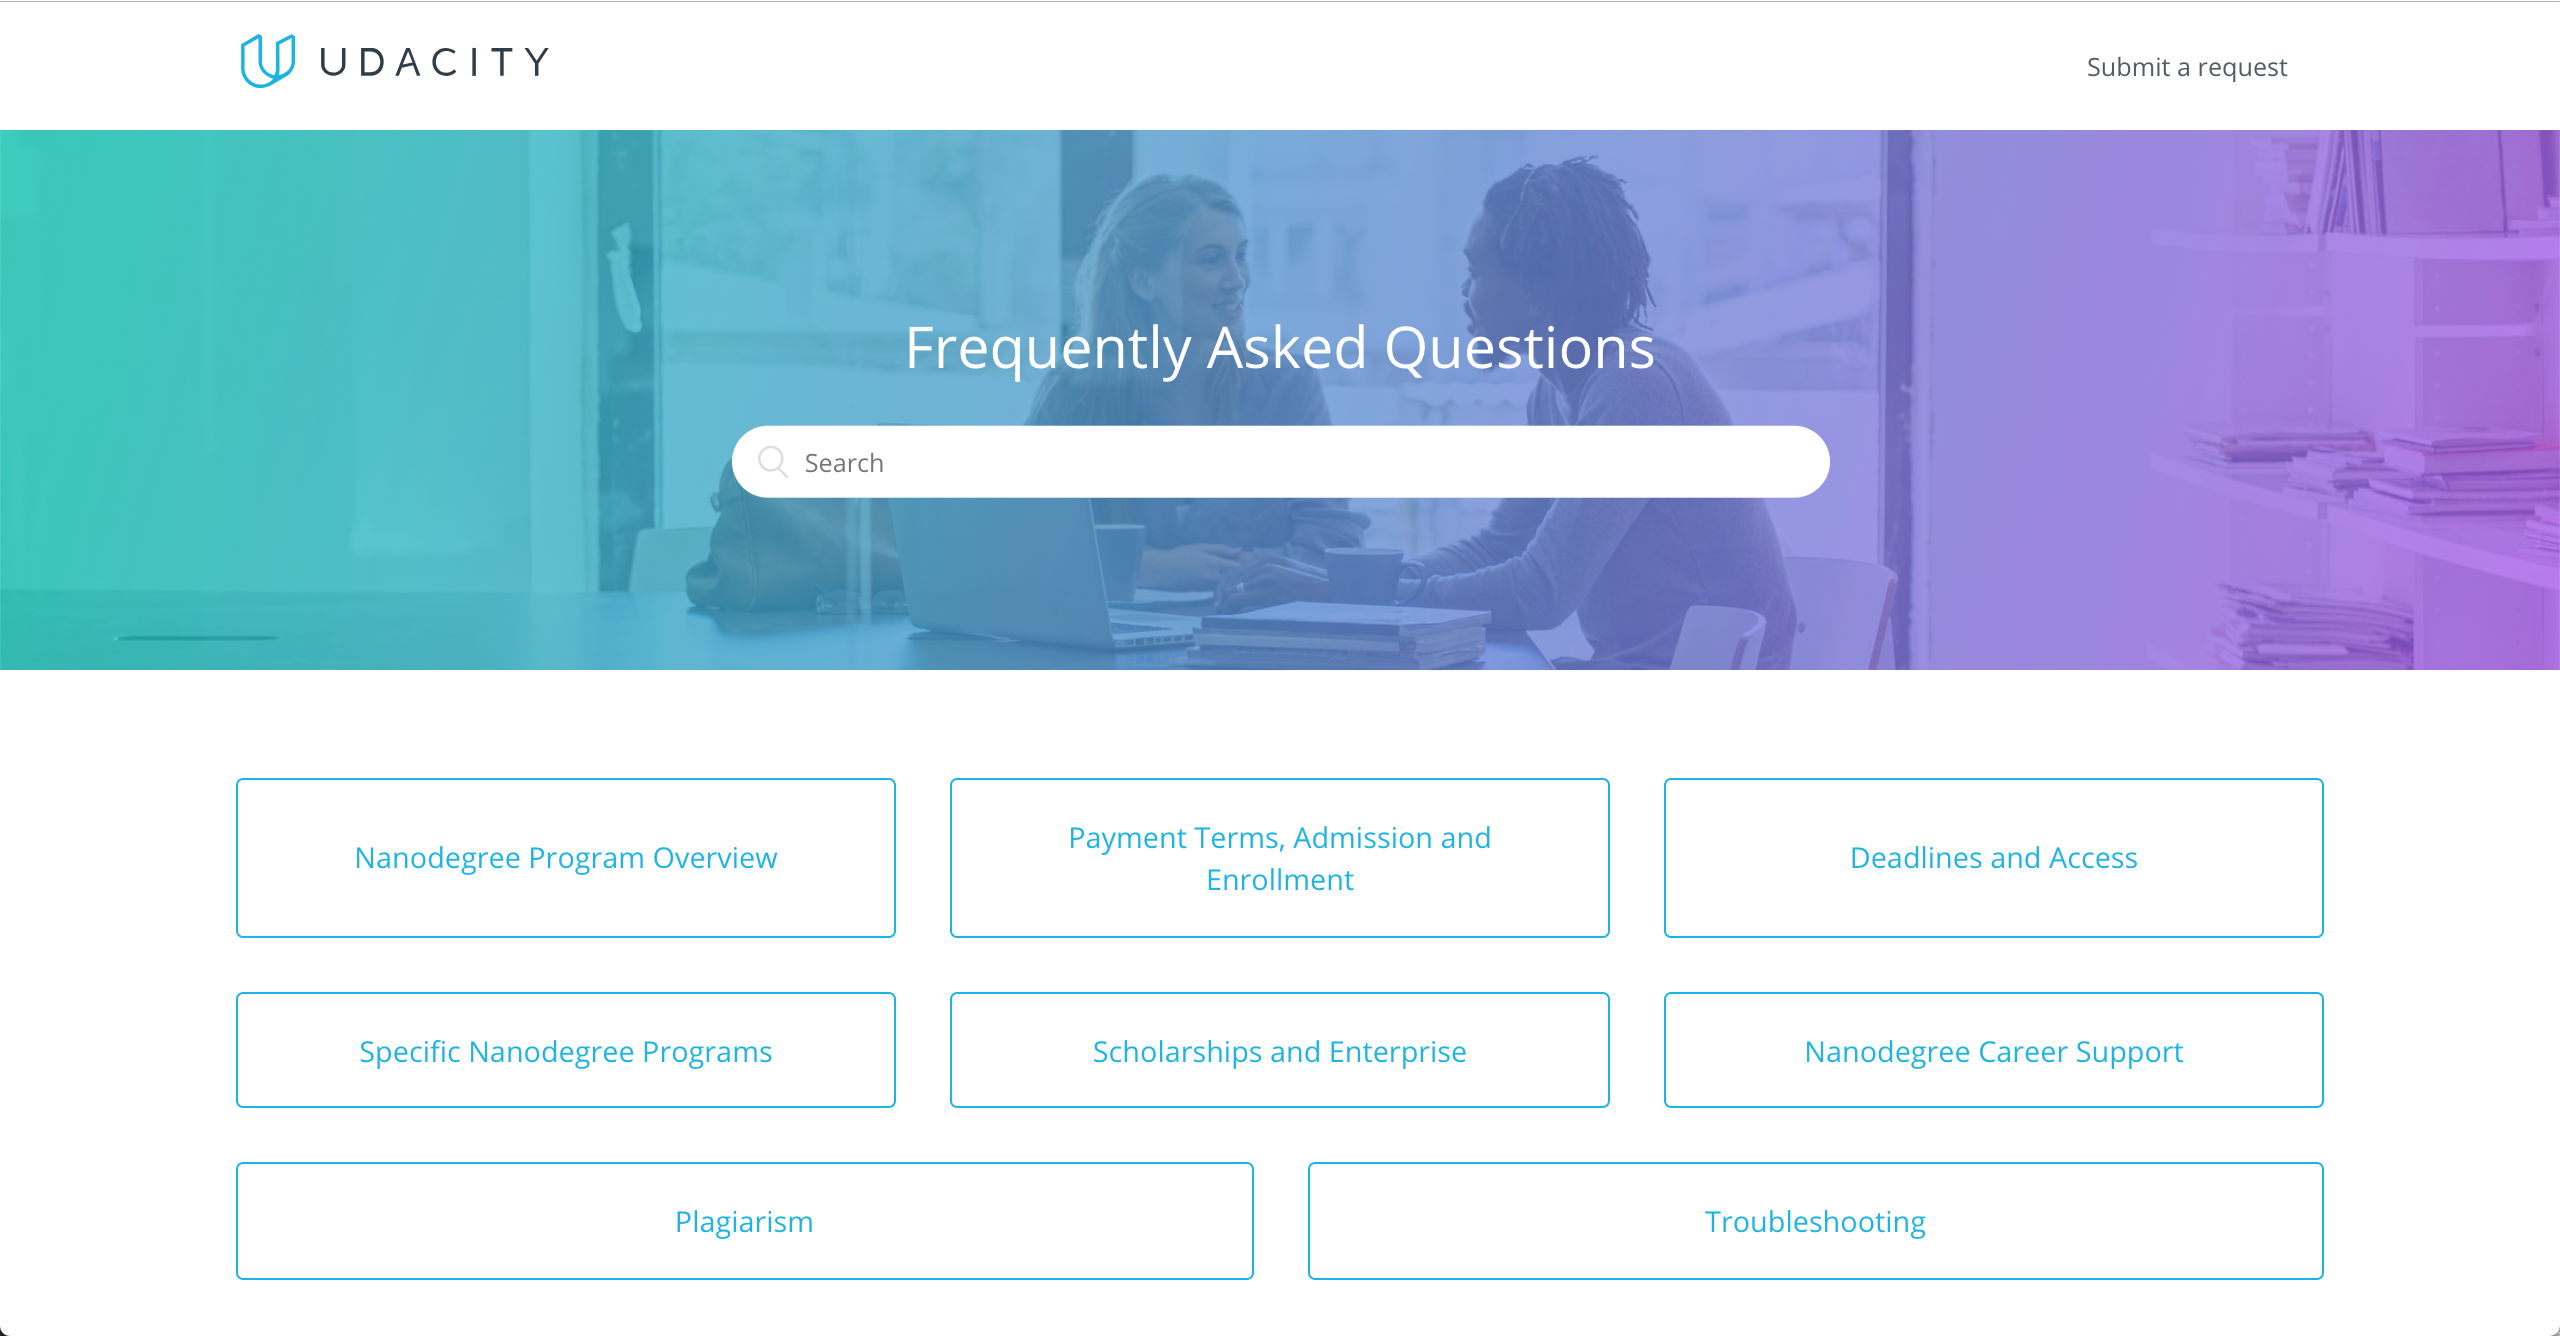 UDACITY
Submit a request
Frequently Asked Questions
Search
Nanodegree Program Overview
Payment Terms, Admission and
Enrollment
Deadlines and Access
Specific Nanodegree Programs
Scholarships and Enterprise
Nanodegree Career Support
Plagiarism
Troubleshooting